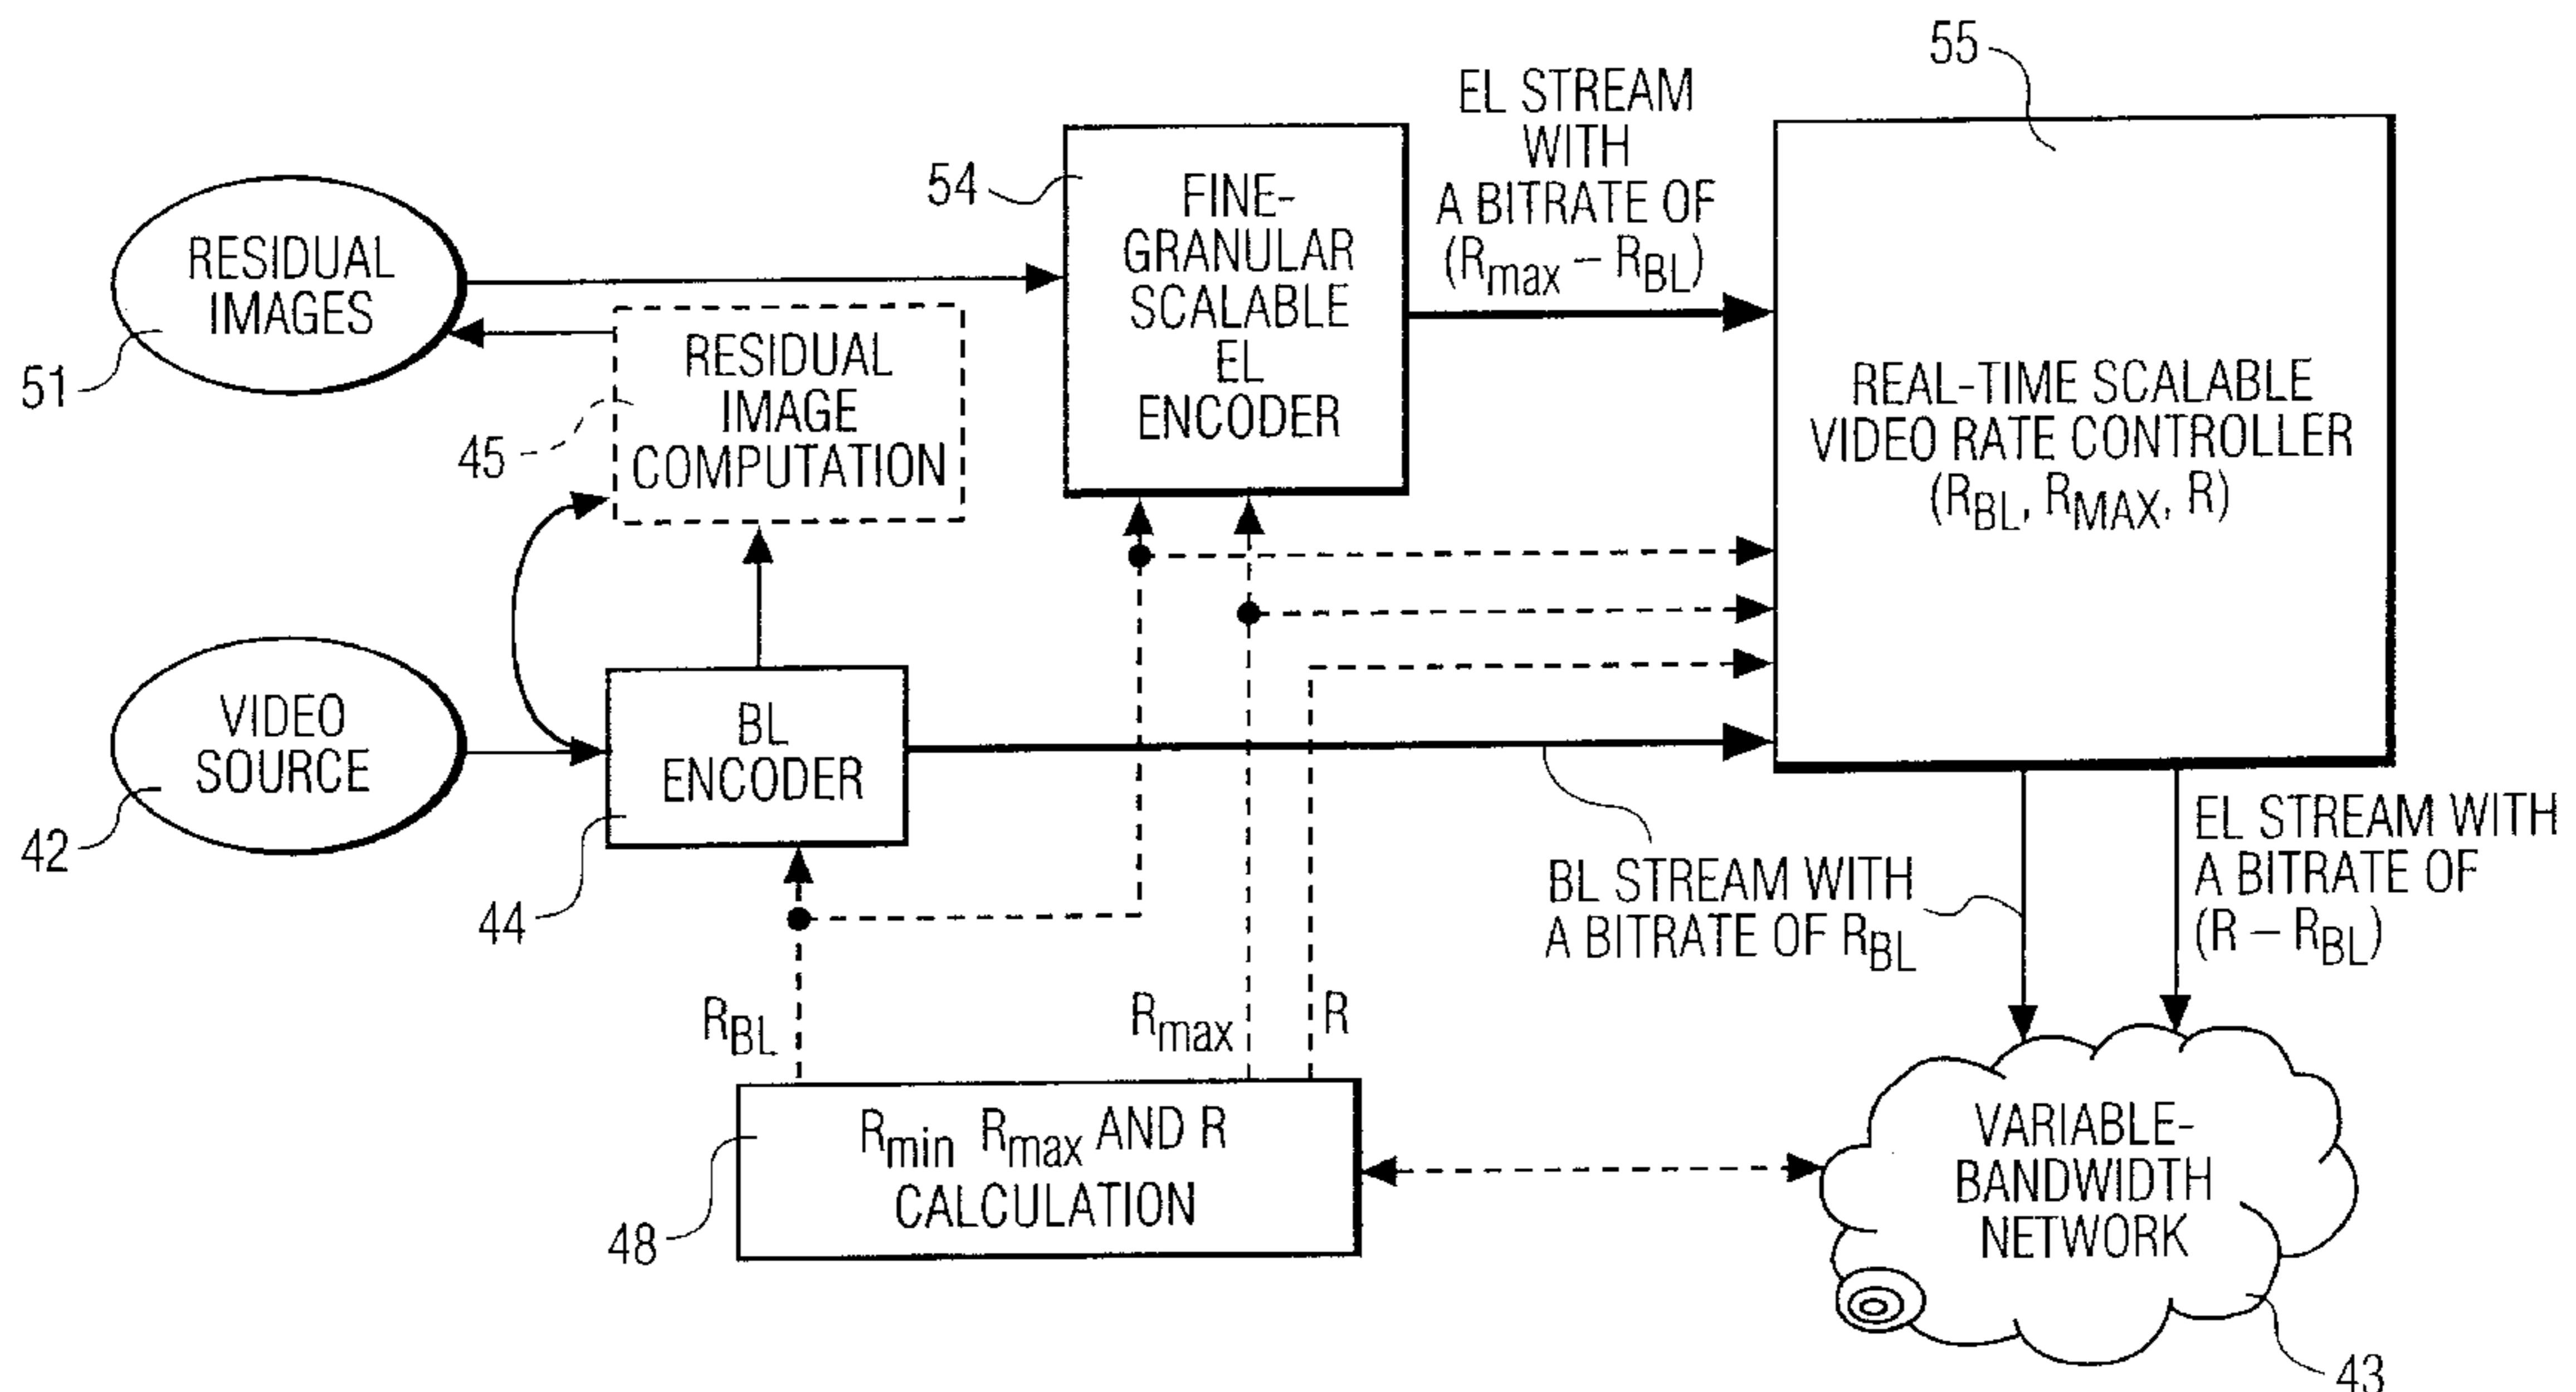 55
EL STREAM
WITH
A BITRATE OF
(Rmax – RBL)
54
FINE-
GRANULAR
SCALABLE
EL
ENCODER
RESIDUAL
IMAGES
51
RESIDUAL
IMAGE
COMPUTATION
45
REAL-TIME SCALABLE
VIDEO RATE CONTROLLER
(RBL, RMAX, R)
VIDEO
SOURCE
42
BL
ENCODER
44
BL STREAM WITH
A BITRATE OF RBL
EL STREAM WITH
A BITRATE OF
(R – RBL)
RBL
Rmax
R
Rmin Rmax AND R
CALCULATION
48
VARIABLE-
BANDWIDTH
NETWORK
43